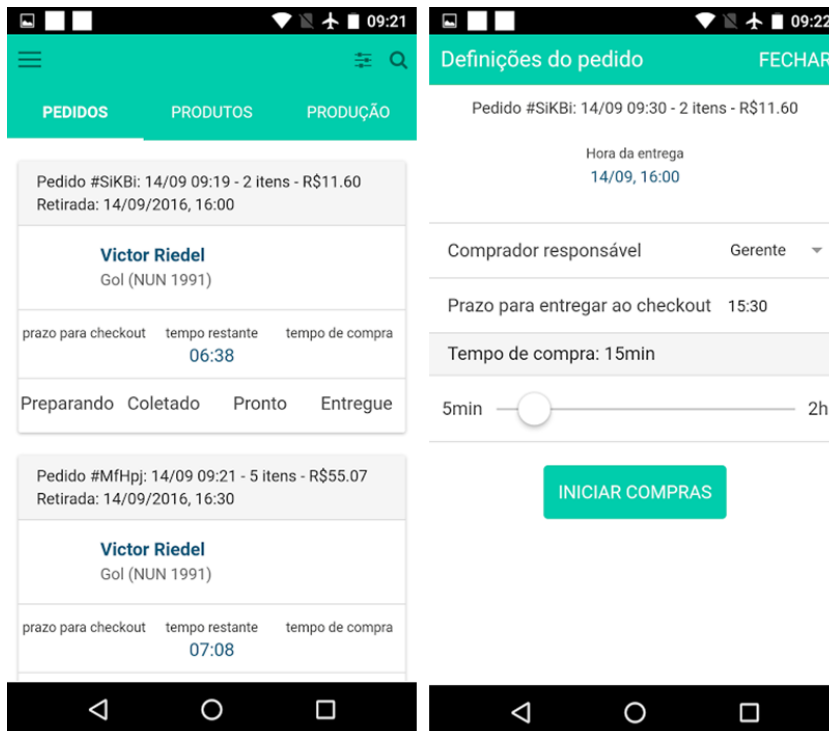 09:21
PEDIDOS PRODUTOS PRODUÇÃO
Pedido #SiKBi: 14/09 09:19 - 2 itens - R$11.60
Retirada: 14/09/2016, 16:00
Victor Riedel
Gol (NUN 1991)
prazo para checkout tempo restante tempo de compra
06:38
Preparando Coletado Pronto Entregue
Pedido #MfHpj: 14/09 09:21 - 5 itens - R$55.07
Retirada: 14/09/2016, 16:30
Victor Riedel
Gol (NUN 1991)
prazo para checkout tempo restante tempo de compra
07:08
09:22
Definições do pedido FECHAR
Pedido #SiKBi: 14/09 09:30 - 2 itens - R$11.60
Hora da entrega
14/09, 16:00
Comprador responsável Gerente
Prazo para entregar ao checkout 15:30
Tempo de compra: 15min
5min 2h
INICIAR COMPRAS